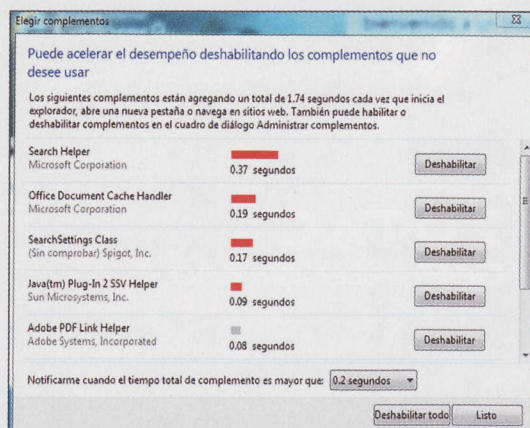 Elegir complementos
Puede acelerar el desempeño deshabilitando los complementos que no
desee usar
Los siguientes complementos están agregando un total de 1.74 segundos cada vez que inicia el
explorador, abre una nueva pestaña o navega en sitios web. También puede habilitar o
deshabilitar complementos en el cuadro de diálogo Administrar complementos.
Search Helper
Microsoft Corporation
0.37 segundos
Deshabilitar
Office Document Cache Handler
Microsoft Corporation
0.19 segundos
Deshabilitar
SearchSettings Class
(Sin comprobar) Spigot, Inc.
0.17 segundos
Deshabilitar
Java(tm) Plug-In 2 SSV Helper
Sun Microsystems, Inc.
0.09 segundos
Deshabilitar
Adobe PDF Link Helper
Adobe Systems, Incorporated
0.08 segundos
Deshabilitar
Notificarme cuando el tiempo total de complemento es mayor que: 0.2 segundos
Deshabilitar todo Listo